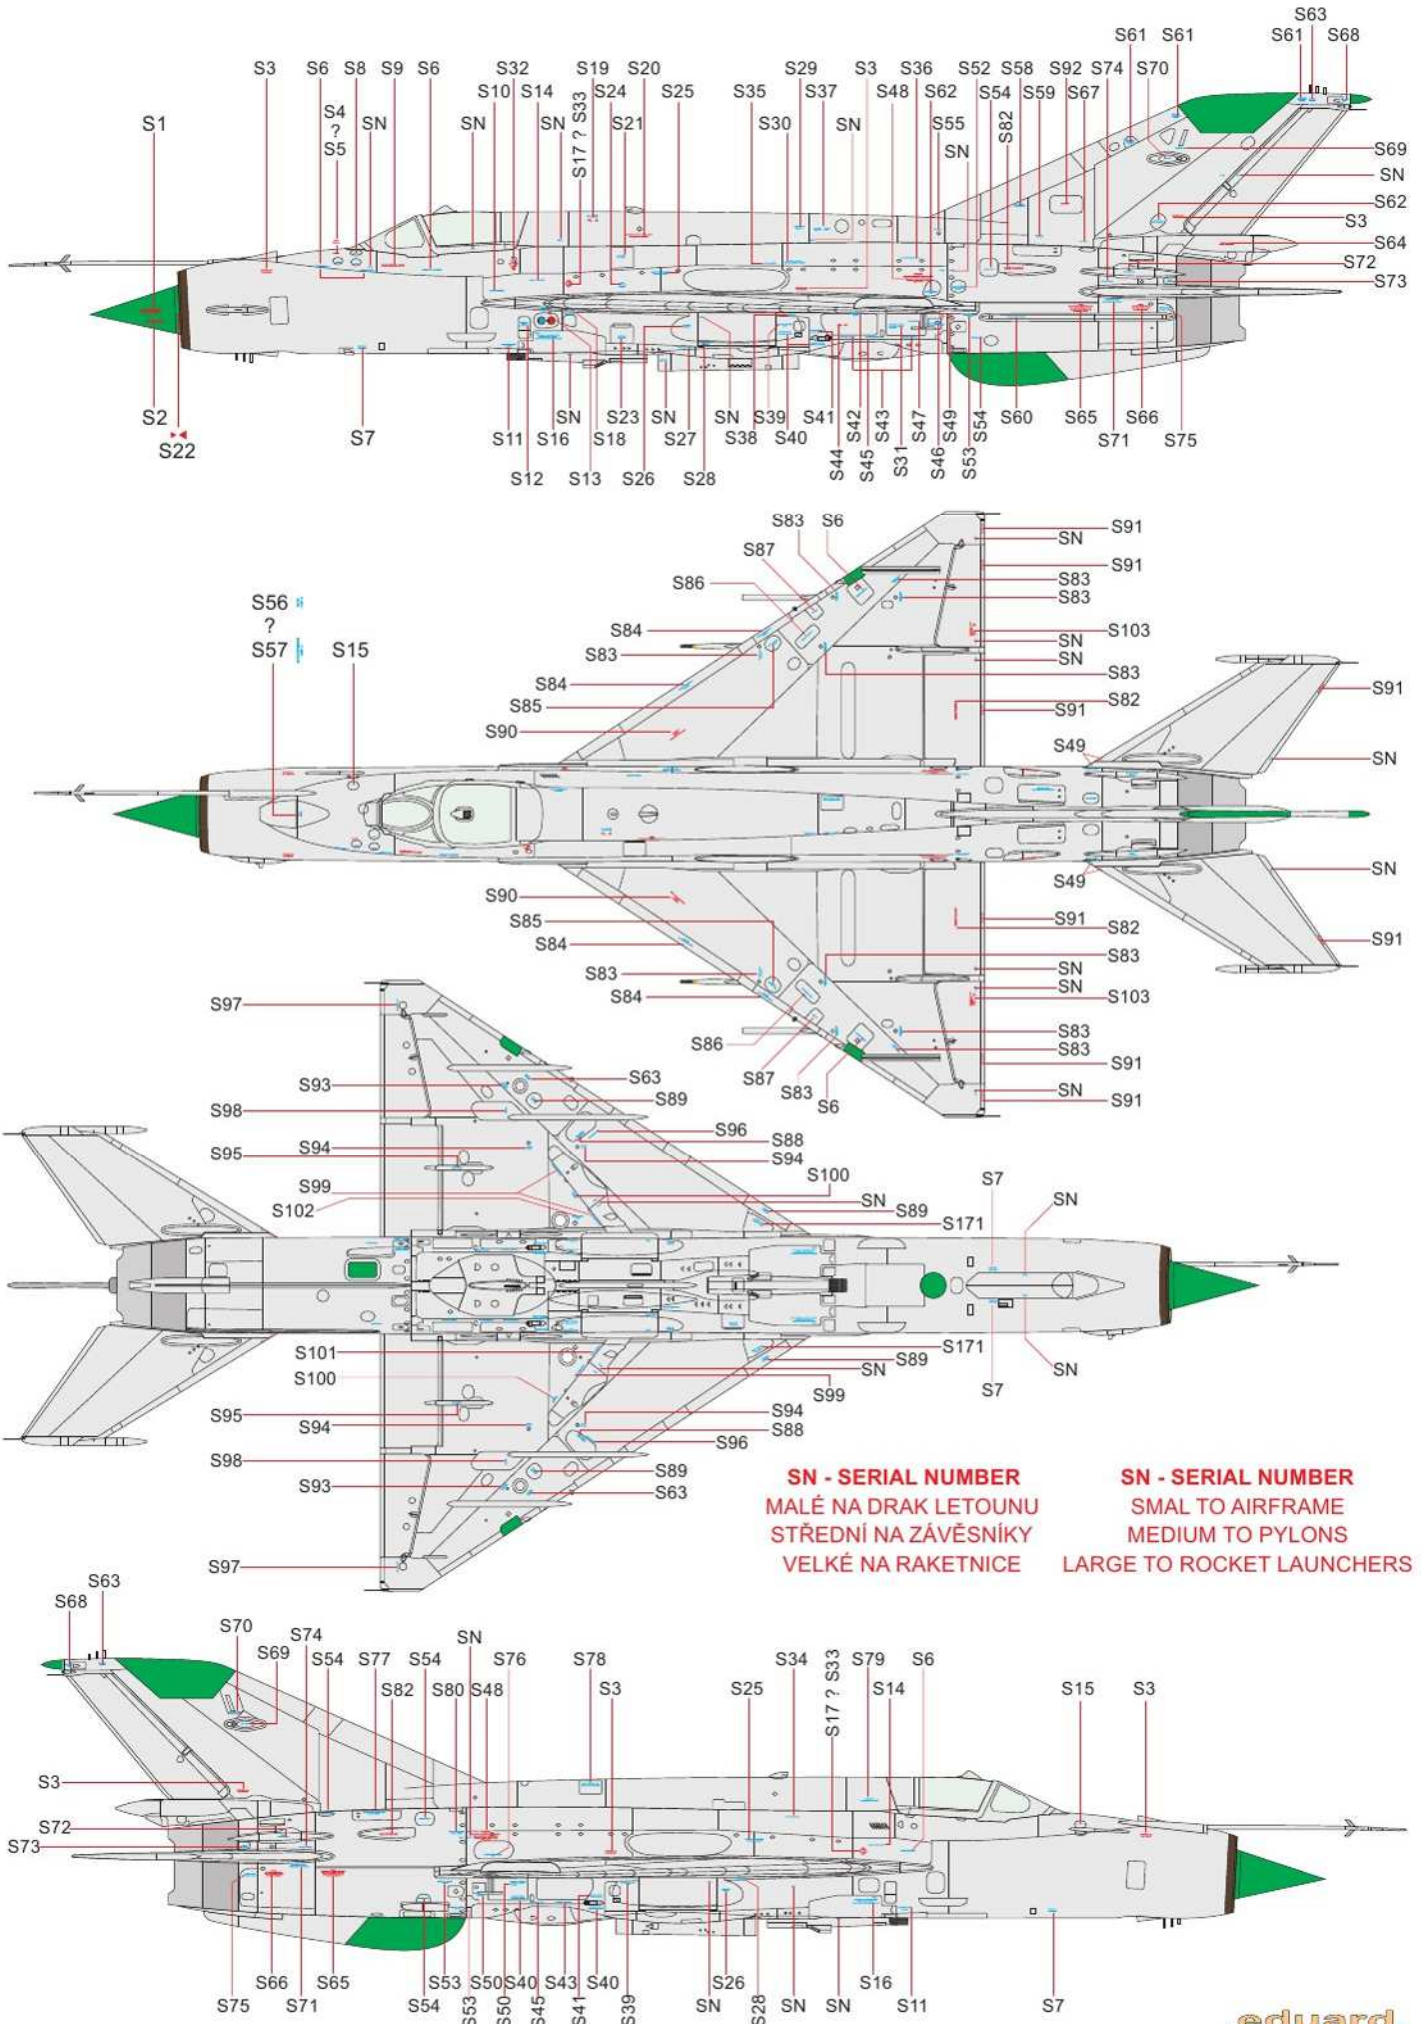 S63
S61 S61 S61 S68
S3 S6 S8 S9 S6 S32 S19 S20 S29 S3 S36 S52 S58 S92 S74 S70
S10 S14 S24 S25 S35 S37 S48 S62 S54 S59 S67
S4
?
S5
SN SN SN S17 ? S33 S21 S30 SN S55 S82
S1
SN
S69
SN
S62
S3
S64
S72
S73
S2
S22
S7 S11 S16 SN S18 S23 SN S27 SN S38 S39 S40 S41 S44 S42 S45 S43 S31 S47 S46 S49 S53 S54 S60 S65 S71 S66 S75
S12 S13 S26 S28
S83 S6 S91
SN
S87
S91
S86 S83
S83
S56
?
S57 S15
S84 S103
SN
S83 SN
S83
S84 S91
S82
S85 S91
S90
S49
SN
SN
S49
S90
S85 S91
S82
S84 S91
S83
S83 SN
SN
S84 S103
S83
S86 S83
S87 S91
S83
S6 SN
S91
S97
S93 S63
S89
S98
S96
S94 S88
S95 S94
S99 S100
S102 SN
S89
S171
S7
SN
S101 S171
S89
S100 SN
S99
S7
SN
S95 S94
S94 S88
S96
S98
S89
S93 S63
S97
SN - SERIAL NUMBER
MALÉ NA DRAK LETOUNU
STŘEDNÍ NA ZÁVĚSNÍKY
VELKÉ NA RAKETNICE
SN - SERIAL NUMBER
SMAL TO AIRFRAME
MEDIUM TO PYLONS
LARGE TO ROCKET LAUNCHERS
S63
S68
S70 S74 SN
S69 S54 S77 S54 S76 S78 S34 S17 ? S33 S79 S6
S82 S80 S48 S3 S25 S14 S15 S3
S3
S72
S73
S66 S65 S53 S50 S40 S43 S40 S26 S16
S75 S71 S54 S53 S50 S45 S41 S39 SN S28 SN SN S11 S7
eduard